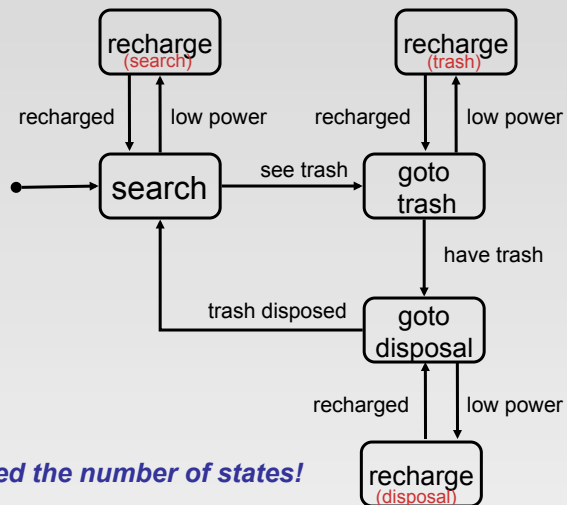 recharge
(search)
recharge
(trash)
recharged
low power
recharged
low power
search
see trash
goto
trash
have trash
trash disposed
goto
disposal
recharged
low power
the number of states!
recharge
(disposal)